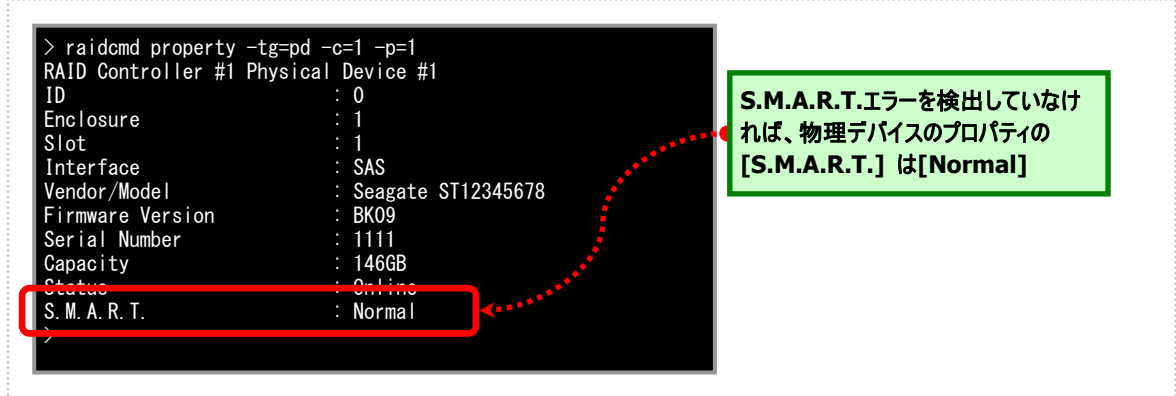 > raidcmd property -tg=pd -c=1 -p=1
RAID Controller #1 Physical Device #1
ID : 0
Enclosure : 1
Slot : 1
Interface : SAS
Vendor/Model : Seagate ST12345678
Firmware Version : BK09
Serial Number : 1111
Capacity : 146GB
Status : Online
S.M.A.R.T. : Normal
>
S.M.A.R.T.エラーを検出していなけ
れば、物理デバイスのプロパティの
[S.M.A.R.T.] は[Normal]